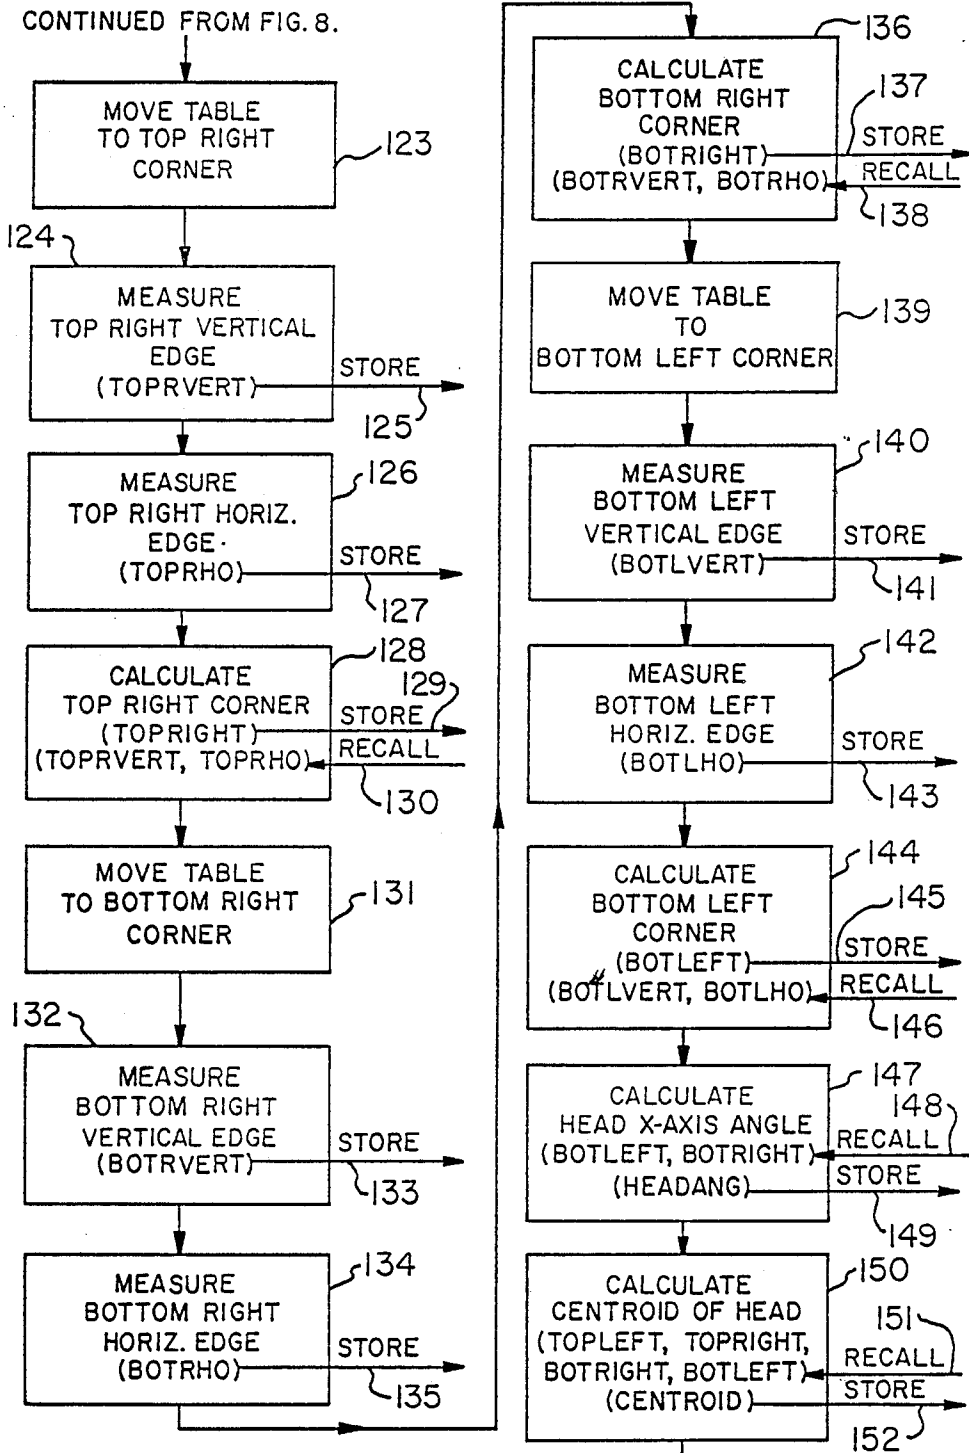 CONTINUED FROM FIG. 8.
MOVE TABLE
TO TOP RIGHT
CORNER
123
124
MEASURE
TOP RIGHT VERTICAL
EDGE
(TOPRVERT)
STORE
125
MEASURE
TOP RIGHT HORIZ.
EDGE.
(TOPRHO)
126
STORE
127
CALCULATE
TOP RIGHT CORNER
(TOPRIGHT)
(TOPRVERT, TOPRHO)
128
129
STORE
RECALL
130
MOVE TABLE
TO BOTTOM RIGHT
CORNER
131
132
MEASURE
BOTTOM RIGHT
VERTICAL EDGE
(BOTRVERT)
STORE
133
MEASURE
BOTTOM RIGHT
HORIZ. EDGE
(BOTRHO)
134
STORE
135
136
CALCULATE
BOTTOM RIGHT
CORNER
(BOTRIGHT)
(BOTRVERT, BOTRHO)
137
STORE
RECALL
138
MOVE TABLE
TO
BOTTOM LEFT CORNER
139
140
MEASURE
BOTTOM LEFT
VERTICAL EDGE
(BOTLVERT)
STORE
141
142
MEASURE
BOTTOM LEFT
HORIZ. EDGE
(BOTLHO)
STORE
143
144
CALCULATE
BOTTOM LEFT
CORNER
(BOTLEFT)
(BOTLVERT, BOTLHO)
145
STORE
RECALL
146
147
CALCULATE
HEAD X-AXIS ANGLE
(BOTLEFT, BOTRIGHT)
(HEADANG)
148
RECALL
STORE
149
150
CALCULATE
CENTROID OF HEAD
(TOPLEFT, TOPRIGHT,
BOTRIGHT, BOTLEFT)
(CENTROID)
151
RECALL
STORE
152